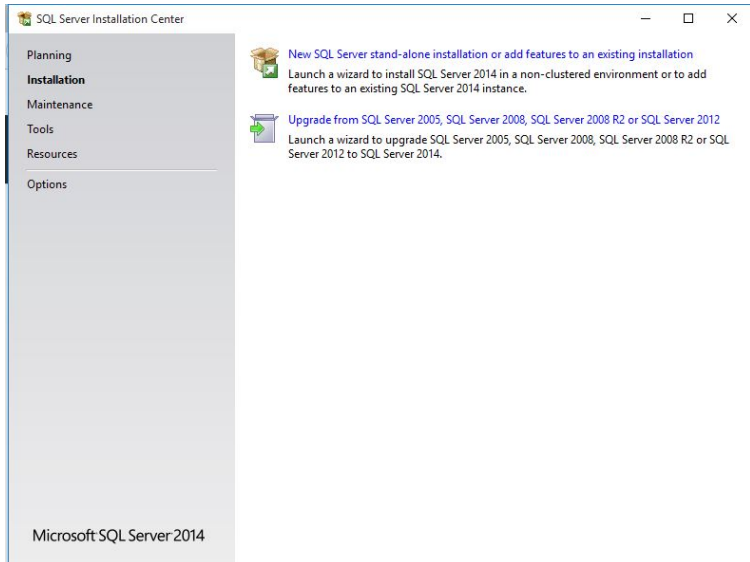 SQL Server Installation Center
Planning
Installation
Maintenance
Tools
Resources
Options
New SQL Server stand-alone installation or add features to an existing installation
Launch a wizard to install SQL Server 2014 in a non-clustered environment or to add
features to an existing SQL Server 2014 instance.
Upgrade from SQL Server 2005, SQL Server 2008, SQL Server 2008 R2 or SQL Server 2012
Launch a wizard to upgrade SQL Server 2005, SQL Server 2008, SQL Server 2008 R2 or SQL
Server 2012 to SQL Server 2014.
Microsoft SQL Server 2014